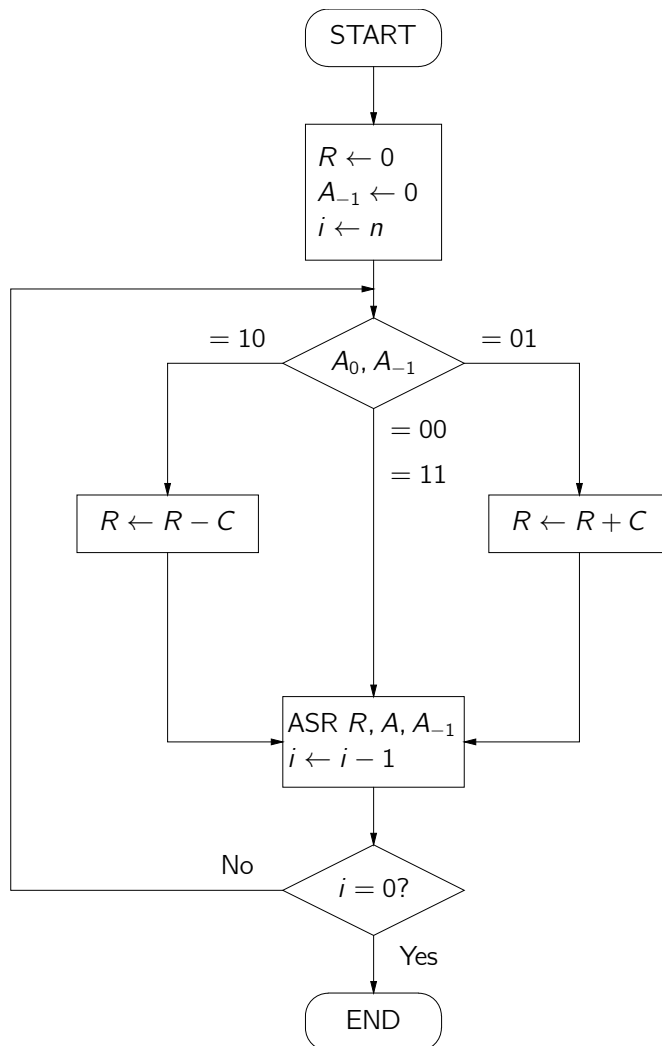 START
R ← 0
A₋₁ ← 0
i ← n
= 10
A₀, A₋₁
= 01
= 00
= 11
R ← R − C
R ← R + C
ASR R, A, A₋₁
i ← i − 1
No
i = 0?
Yes
END